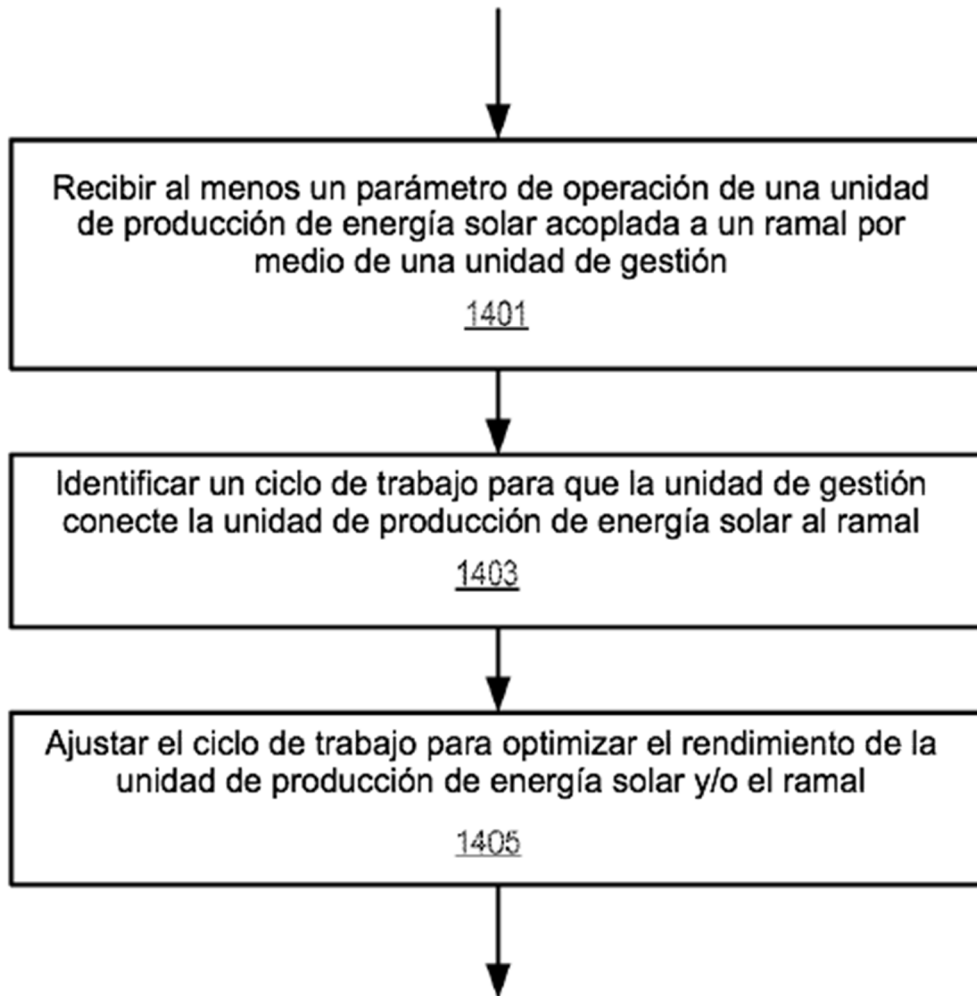 Recibir al menos un parámetro de operación de una unidad
de producción de energía solar acoplada a un ramal por
medio de una unidad de gestión
1401
Identificar un ciclo de trabajo para que la unidad de gestión
conecte la unidad de producción de energía solar al ramal
1403
Ajustar el ciclo de trabajo para optimizar el rendimiento de la
unidad de producción de energía solar y/o el ramal
1405